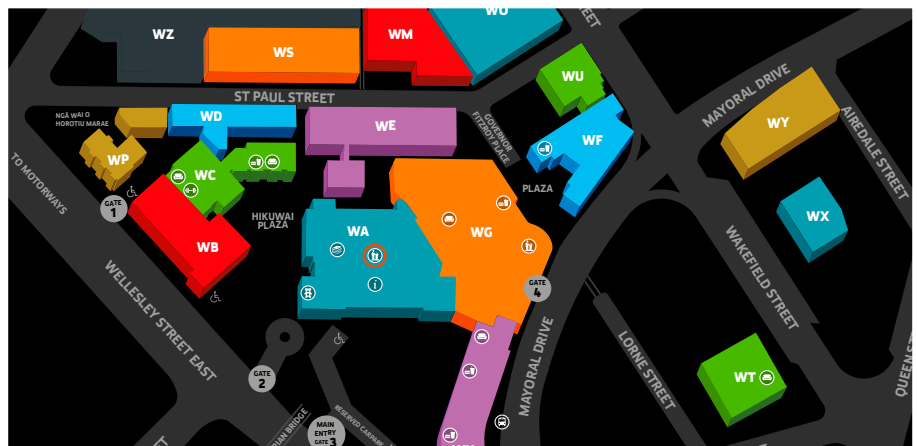 WZ
WS
WM
WO
ST PAUL STREET
WU
MAYORAL DRIVE
AIREDALE STREET
NGĀ WAI O
HOROTIU MARAE
WD
WE
GOVERNOR
FITZROY PLACE
WF
WY
TO MOTORWAYS
WP
WC
PLAZA
GATE
1
HIKUWAI
PLAZA
WA
WG
WX
WB
WAKEFIELD STREET
i
GATE
4
WELLESLEY STREET EAST
MAYORAL DRIVE
LORNE STREET
GATE
2
WT
MAIN
ENTRY
GATE 3
RESERVED CARPARK